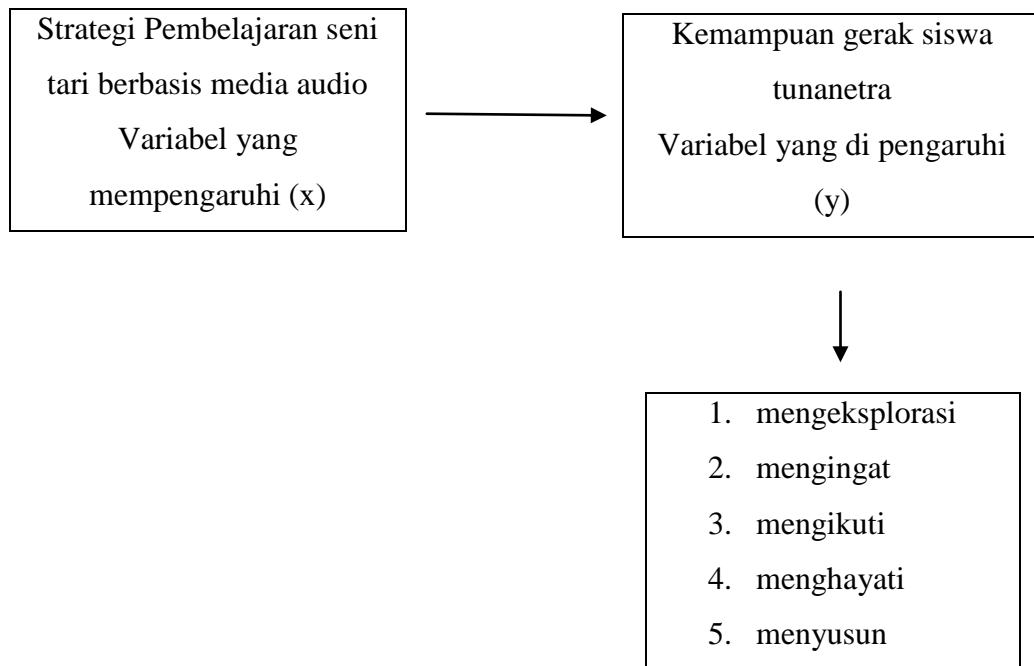 Strategi Pembelajaran seni
tari berbasis media audio
Variabel yang
mempengaruhi (x)
Kemampuan gerak siswa
tunanetra
Variabel yang di pengaruhi
(y)
1. mengeksplorasi
2. mengingat
3. mengikuti
4. menghayati
5. menyusun